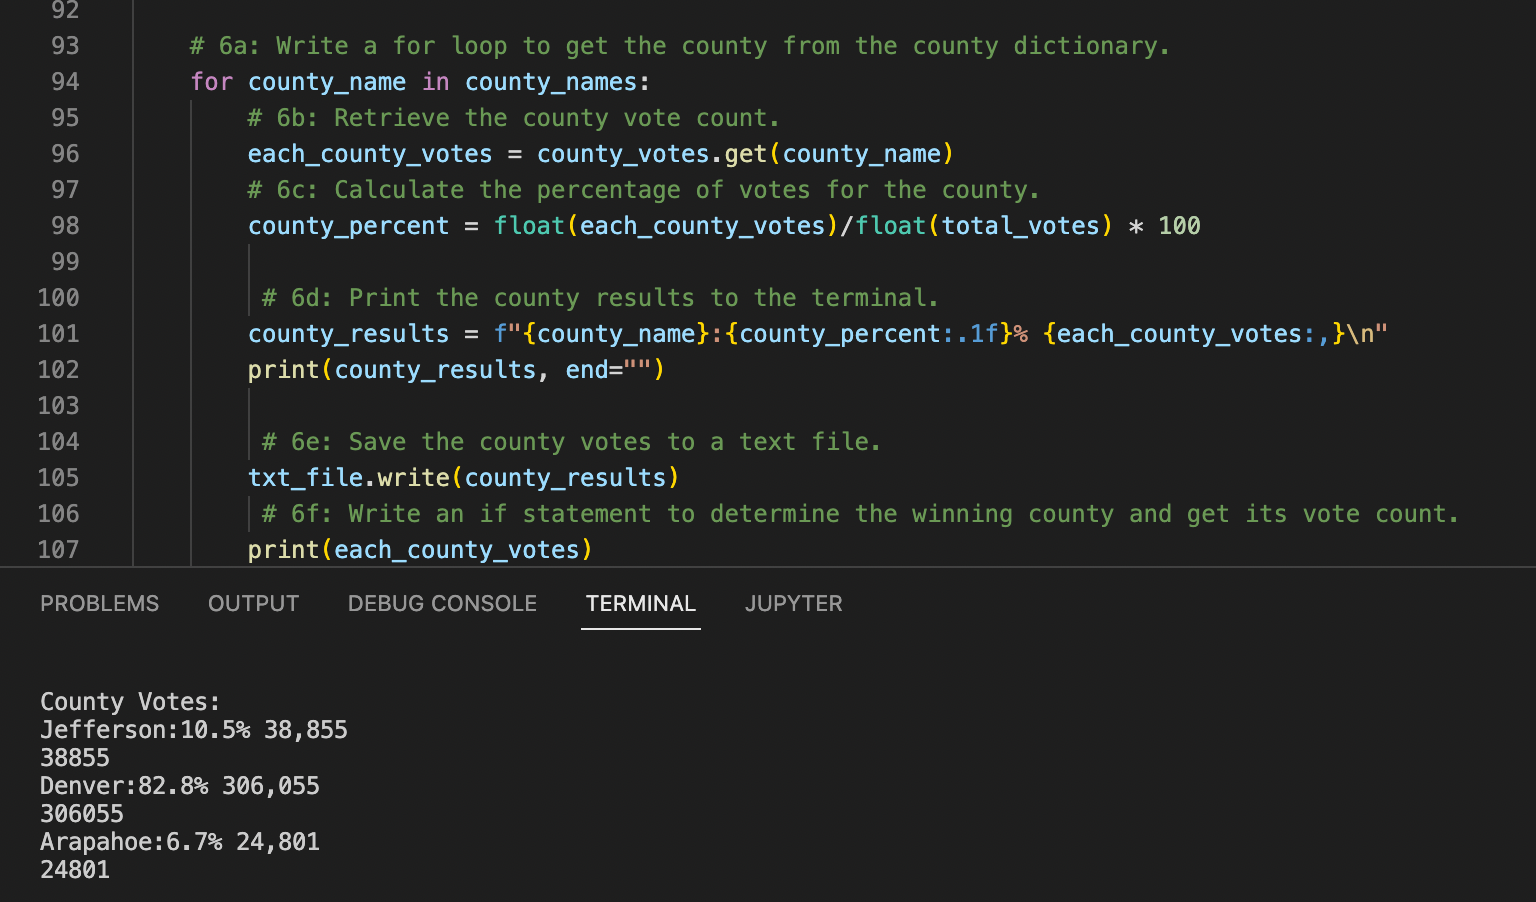 92
93 # 6a: Write a for loop to get the county from the county dictionary.
94 for county_name in county_names:
95 # 6b: Retrieve the county vote count.
96 each_county_votes = county_votes.get(county_name)
97 # 6c: Calculate the percentage of votes for the county.
98 county_percent = float(each_county_votes)/float(total_votes) * 100
99
100 # 6d: Print the county results to the terminal.
101 county_results = f"{county_name}:{county_percent:.1f}% {each_county_votes:,}\n"
102 print(county_results, end="")
103
104 # 6e: Save the county votes to a text file.
105 txt_file.write(county_results)
106 # 6f: Write an if statement to determine the winning county and get its vote count.
107 print(each_county_votes)
PROBLEMS OUTPUT DEBUG CONSOLE TERMINAL JUPYTER
County Votes:
Jefferson:10.5% 38,855
38855
Denver:82.8% 306,055
306055
Arapahoe:6.7% 24,801
24801